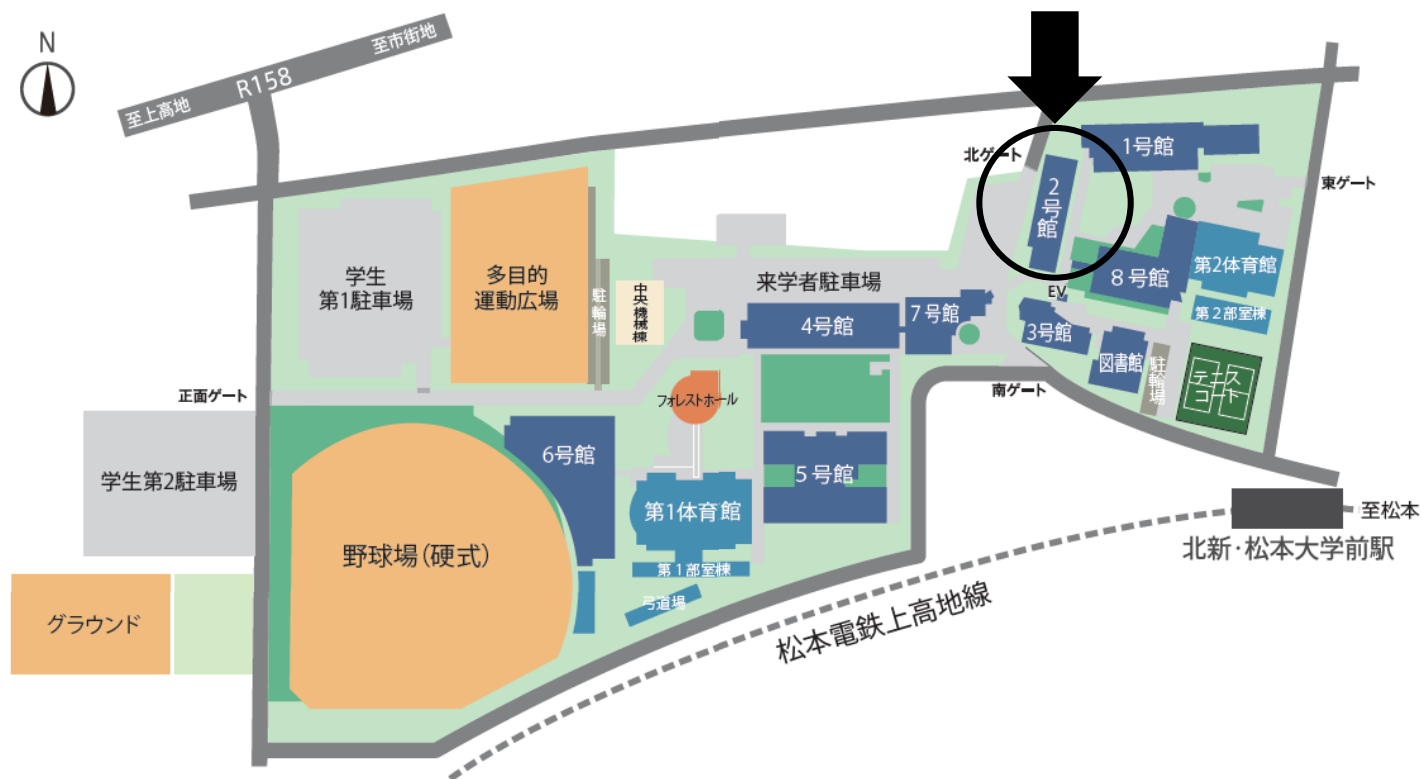 N
至市街地
R158
至上高地
北ゲート
1号館
東ゲート
2号館
学生
第1駐車場
多目的
運動広場
駐輪場
中央機械棟
来学者駐車場
4号館
7号館
EV
8号館
第2体育館
第2部室棟
3号館
図書館
駐輪場
テニス
コート
正面ゲート
フォレストホール
南ゲート
学生第2駐車場
6号館
5号館
第1体育館
野球場(硬式)
第1部室棟
弓道場
グラウンド
至松本
北新・松本大学前駅
松本電鉄上高地線